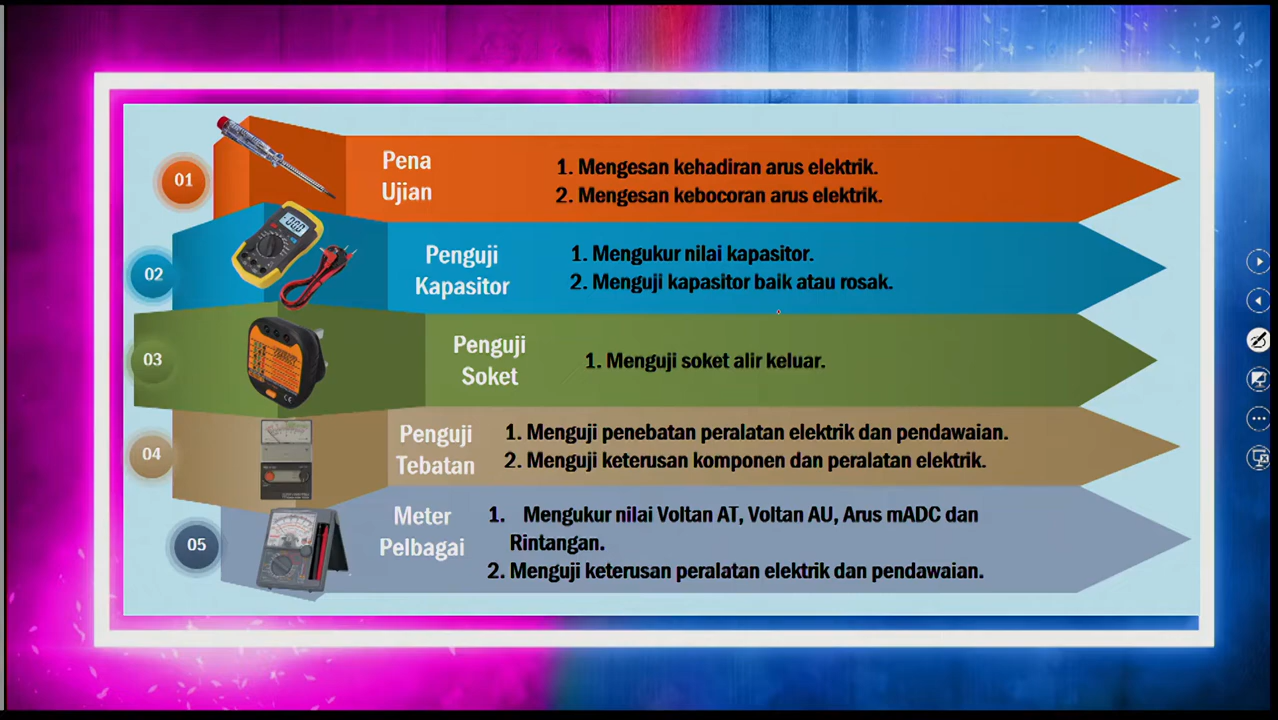 01
Pena
Ujian
1. Mengesan kehadiran arus elektrik.
2. Mengesan kebocoran arus elektrik.
02
Penguji
Kapasitor
1. Mengukur nilai kapasitor.
2. Menguji kapasitor baik atau rosak.
03
Penguji
Soket
1. Menguji soket alir keluar.
04
Penguji
Tebatan
1. Menguji penebatan peralatan elektrik dan pendawaian.
2. Menguji keterusan komponen dan peralatan elektrik.
05
Meter
Pelbagai
1. Mengukur nilai Voltan AT, Voltan AU, Arus mADC dan
Rintangan.
2. Menguji keterusan peralatan elektrik dan pendawaian.